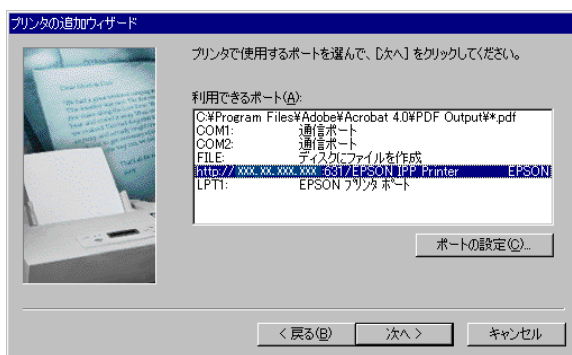 プリンタの追加ウィザード
プリンタで使用するポートを選んで、[次へ] をクリックしてください。
利用できるポート(A):
C:¥Program Files¥Adobe¥Acrobat 4.0¥PDF Output¥*.pdf
COM1: 通信ポート
COM2: 通信ポート
FILE: ディスクにファイルを作成
http://XXX.XX.XXX.XXX:631/EPSON IPP Printer EPSON
LPT1: EPSON プリンタ ポート
ポートの設定(C)...
< 戻る(B)
次へ >
キャンセル